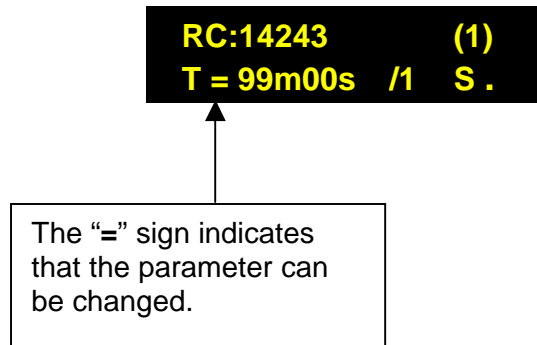 RC:14243 (1)
T = 99m00s /1 S .
The “=” sign indicates
that the parameter can
be changed.